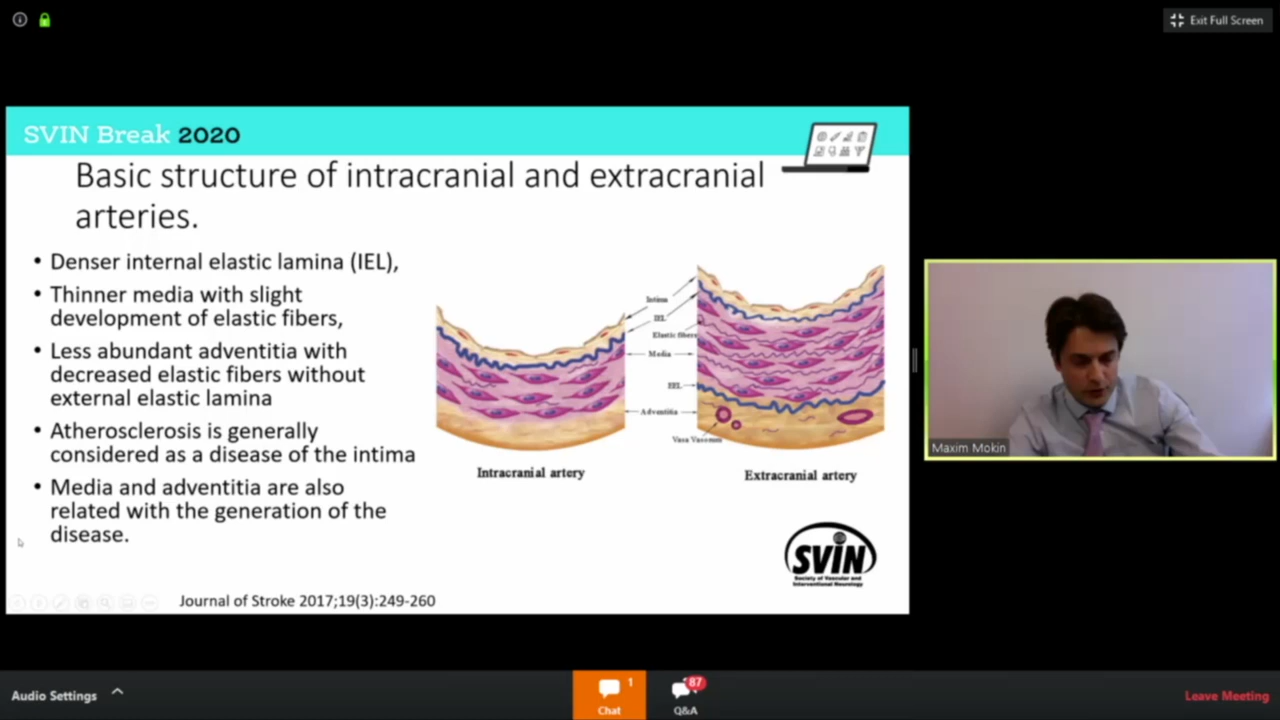 Exit Full Screen
SVIN Break 2020
Basic structure of intracranial and extracranial
arteries.
• Denser internal elastic lamina (IEL),
• Thinner media with slight
development of elastic fibers,
• Less abundant adventitia with
decreased elastic fibers without
external elastic lamina
• Atherosclerosis is generally
considered as a disease of the intima
• Media and adventitia are also
related with the generation of the
disease.
Intima
IEL
Elastic fibers
Media
EEL
Adventitia
Vasa Vasorum
Intracranial artery
Extracranial artery
SVIN
Society of Vascular and
Interventional Neurology
Journal of Stroke 2017;19(3):249-260
Maxim Mokin
Audio Settings
1
Chat
87
Q&A
Leave Meeting